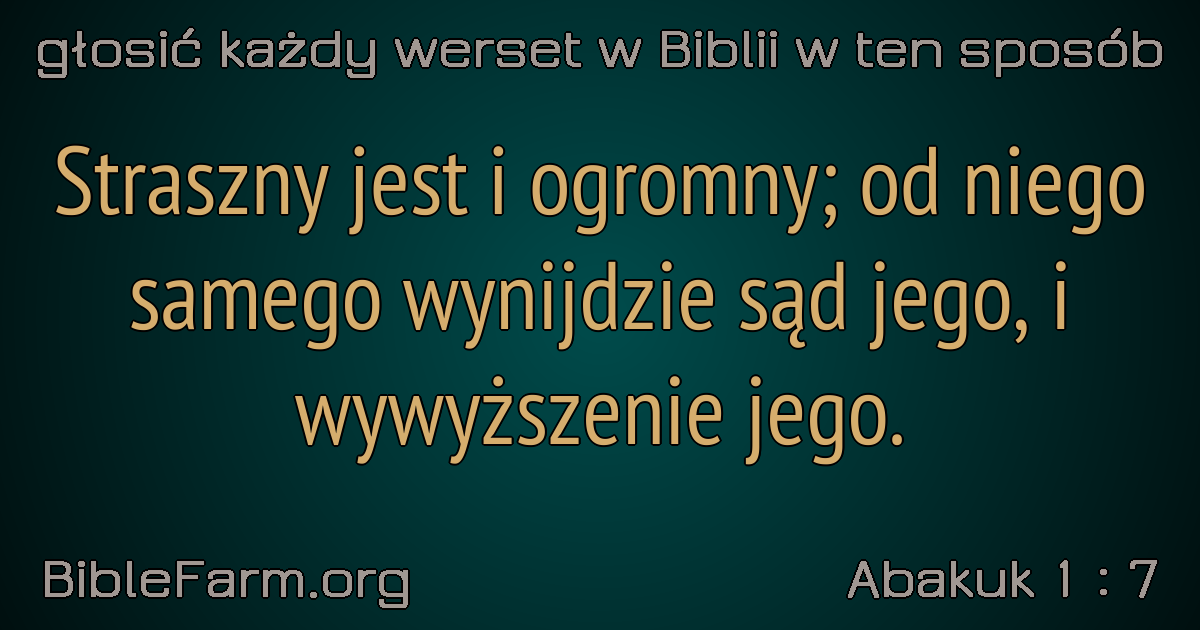 głosić każdy werset w Biblii w ten sposób
Straszny jest i ogromny; od niego
samego wynijdzie sąd jego, i
wywyższenie jego.
BibleFarm.org
Abakuk 1 : 7